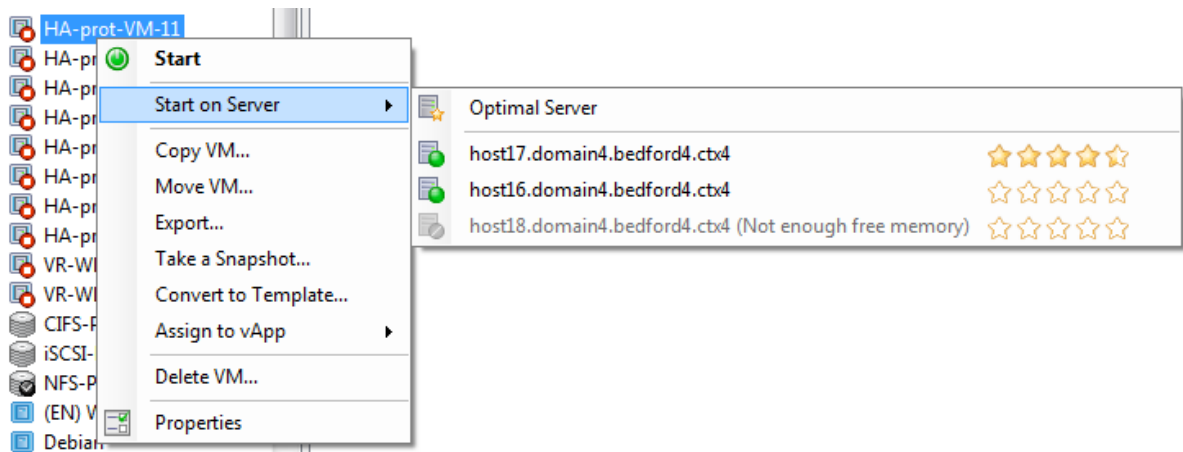 HA-prot-VM-11
HA-pr
HA-pr
HA-pr
HA-pr
HA-pr
HA-pr
HA-pr
VR-WI
VR-WI
CIFS-P
iSCSI-
NFS-P
(EN) V
Debian
Start
Start on Server
Copy VM...
Move VM...
Export...
Take a Snapshot...
Convert to Template...
Assign to vApp
Delete VM...
Properties
Optimal Server
host17.domain4.bedford4.ctx4
host16.domain4.bedford4.ctx4
host18.domain4.bedford4.ctx4 (Not enough free memory)